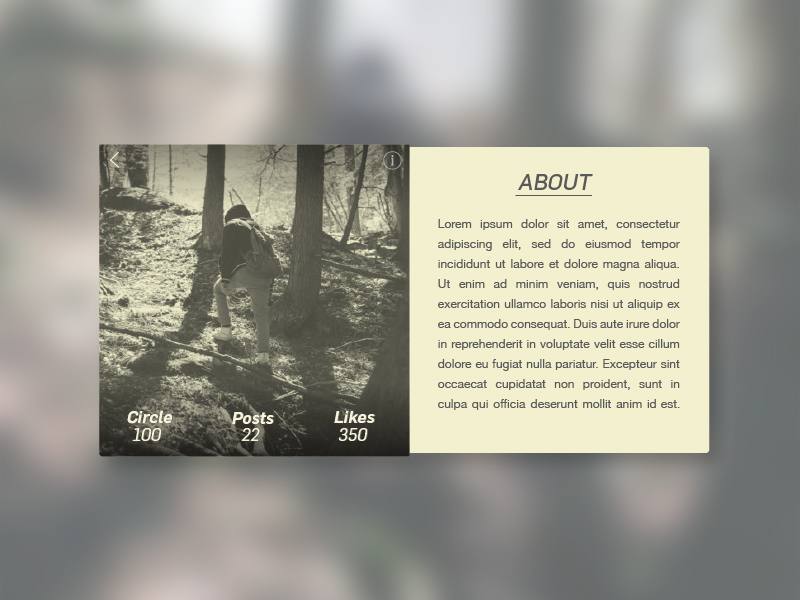 ABOUT
Lorem ipsum dolor sit amet, consectetur
adipiscing elit, sed do eiusmod tempor
incididunt ut labore et dolore magna aliqua.
Ut enim ad minim veniam, quis nostrud
exercitation ullamco laboris nisi ut aliquip ex
ea commodo consequat. Duis aute irure dolor
in reprehenderit in voluptate velit esse cillum
dolore eu fugiat nulla pariatur. Excepteur sint
occaecat cupidatat non proident, sunt in
culpa qui officia deserunt mollit anim id est.
Circle Posts Likes
100 22 350